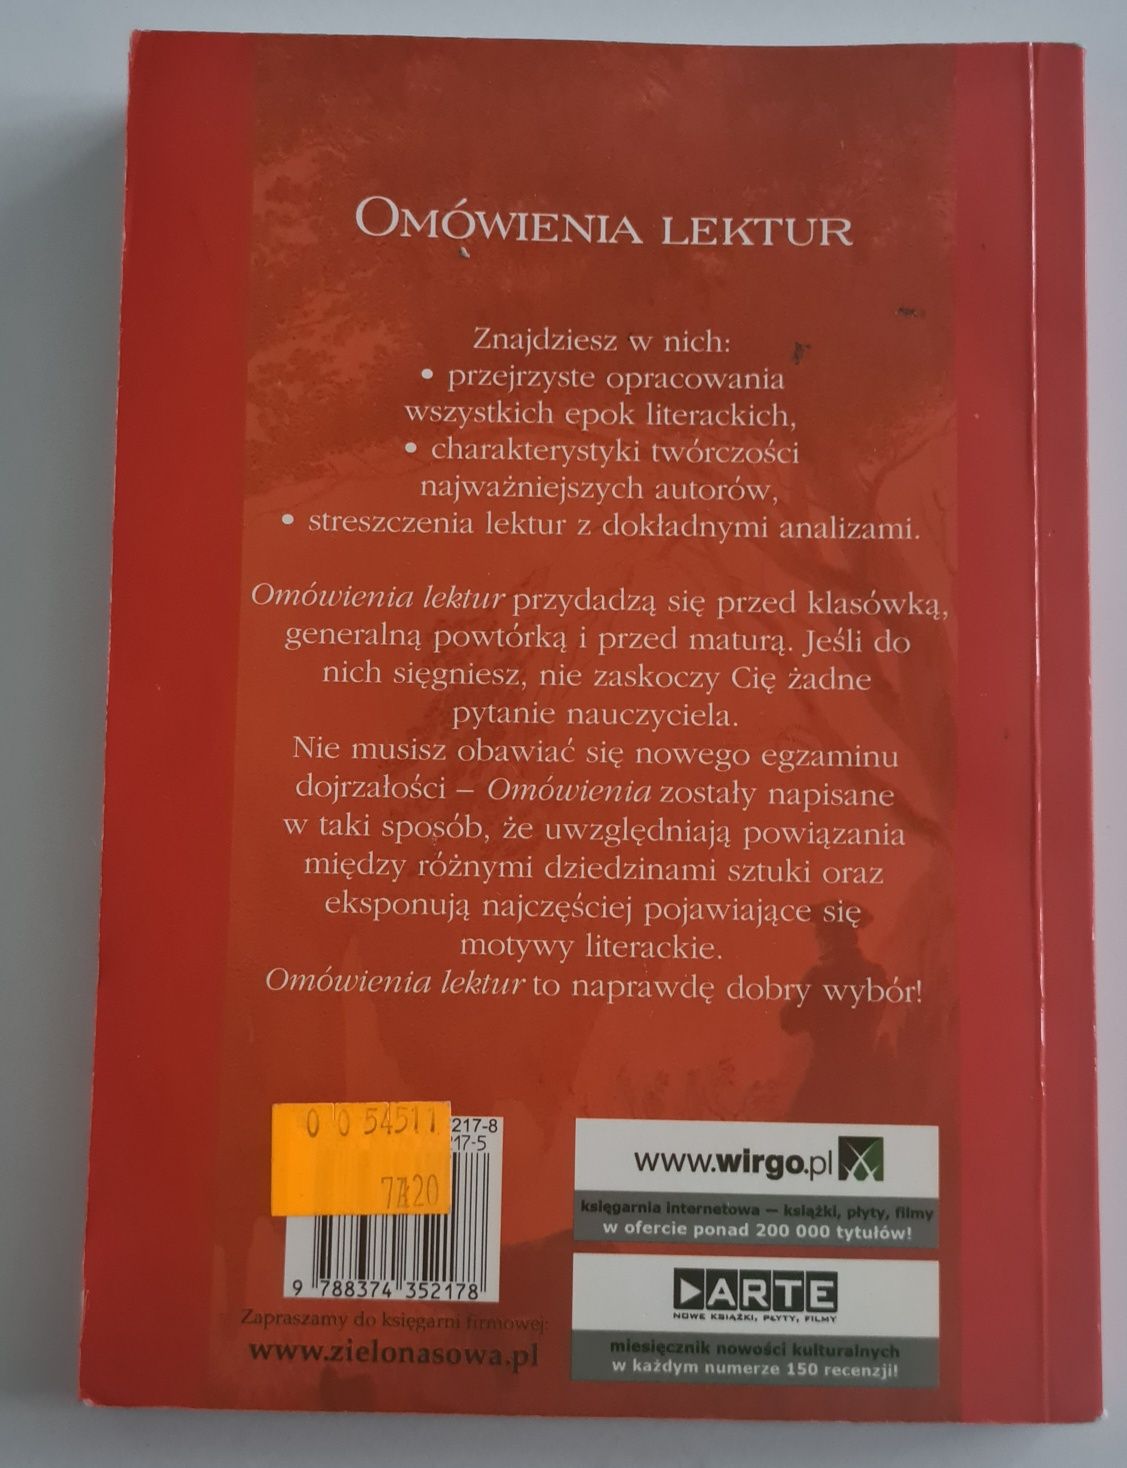 OMÓWIENIA LEKTUR
Znajdziesz w nich:
• przejrzyste opracowania
wszystkich epok literackich,
• charakterystyki twórczości
najważniejszych autorów,
• streszczenia lektur z dokładnymi analizami.
Omówienia lektur przydadzą się przed klasówką,
generalną powtórką i przed maturą. Jeśli do
nich sięgniesz, nie zaskoczy Cię żadne
pytanie nauczyciela.
Nie musisz obawiać się nowego egzaminu
dojrzałości – Omówienia zostały napisane
w taki sposób, że uwzględniają powiązania
między różnymi dziedzinami sztuki oraz
eksponują najczęściej pojawiające się
motywy literackie.
Omówienia lektur to naprawdę dobry wybór!
0 0 54511
217-8
17-5
9 788374 352178
Zapraszamy do księgarni firmowej:
www.zielonasowa.pl
www.wirgo.pl
księgarnia internetowa — książki, płyty, filmy
w ofercie ponad 200 000 tytułów!
ARTE
NOWE KSIĄŻKI, PŁYTY, FILMY
miesięcznik nowości kulturalnych
w każdym numerze 150 recenzji!